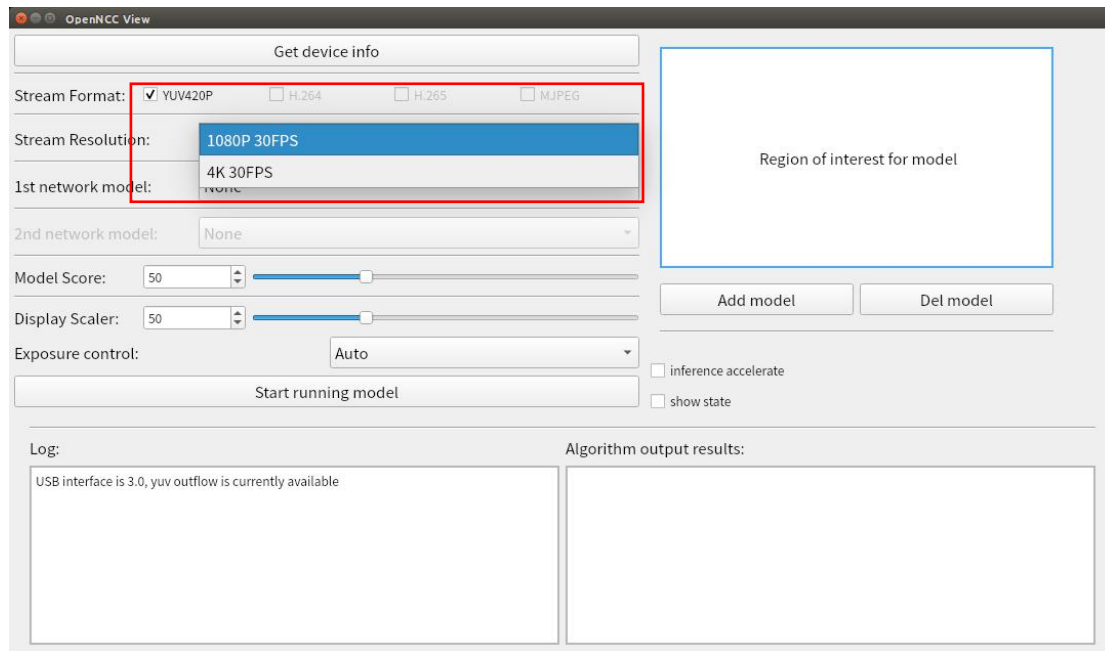 OpenNCC View
Get device info
Stream Format: YUV420P H.264 H.265 MJPEG
Stream Resolution: 1080P 30FPS
4K 30FPS
1st network model: None
2nd network model: None
Model Score: 50
Display Scaler: 50
Exposure control: Auto
Start running model
Region of interest for model
Add model Del model
inference accelerate
show state
Log:
USB interface is 3.0, yuv outflow is currently available
Algorithm output results: